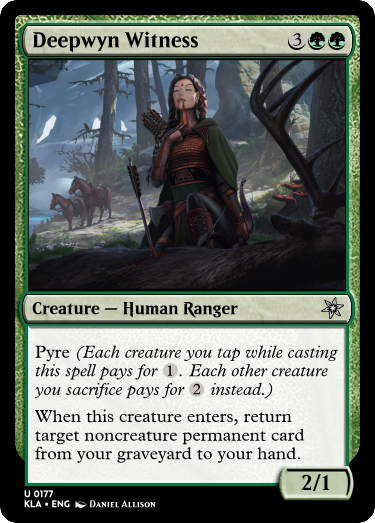 Deepwyn Witness 3
Creature — Human Ranger
Pyre (Each creature you tap while casting
this spell pays for 1. Each other creature
you sacrifice pays for 2 instead.)
When this creature enters, return
target noncreature permanent card
from your graveyard to your hand.
2/1
U 0177
KLA • ENG DANIEL ALLISON